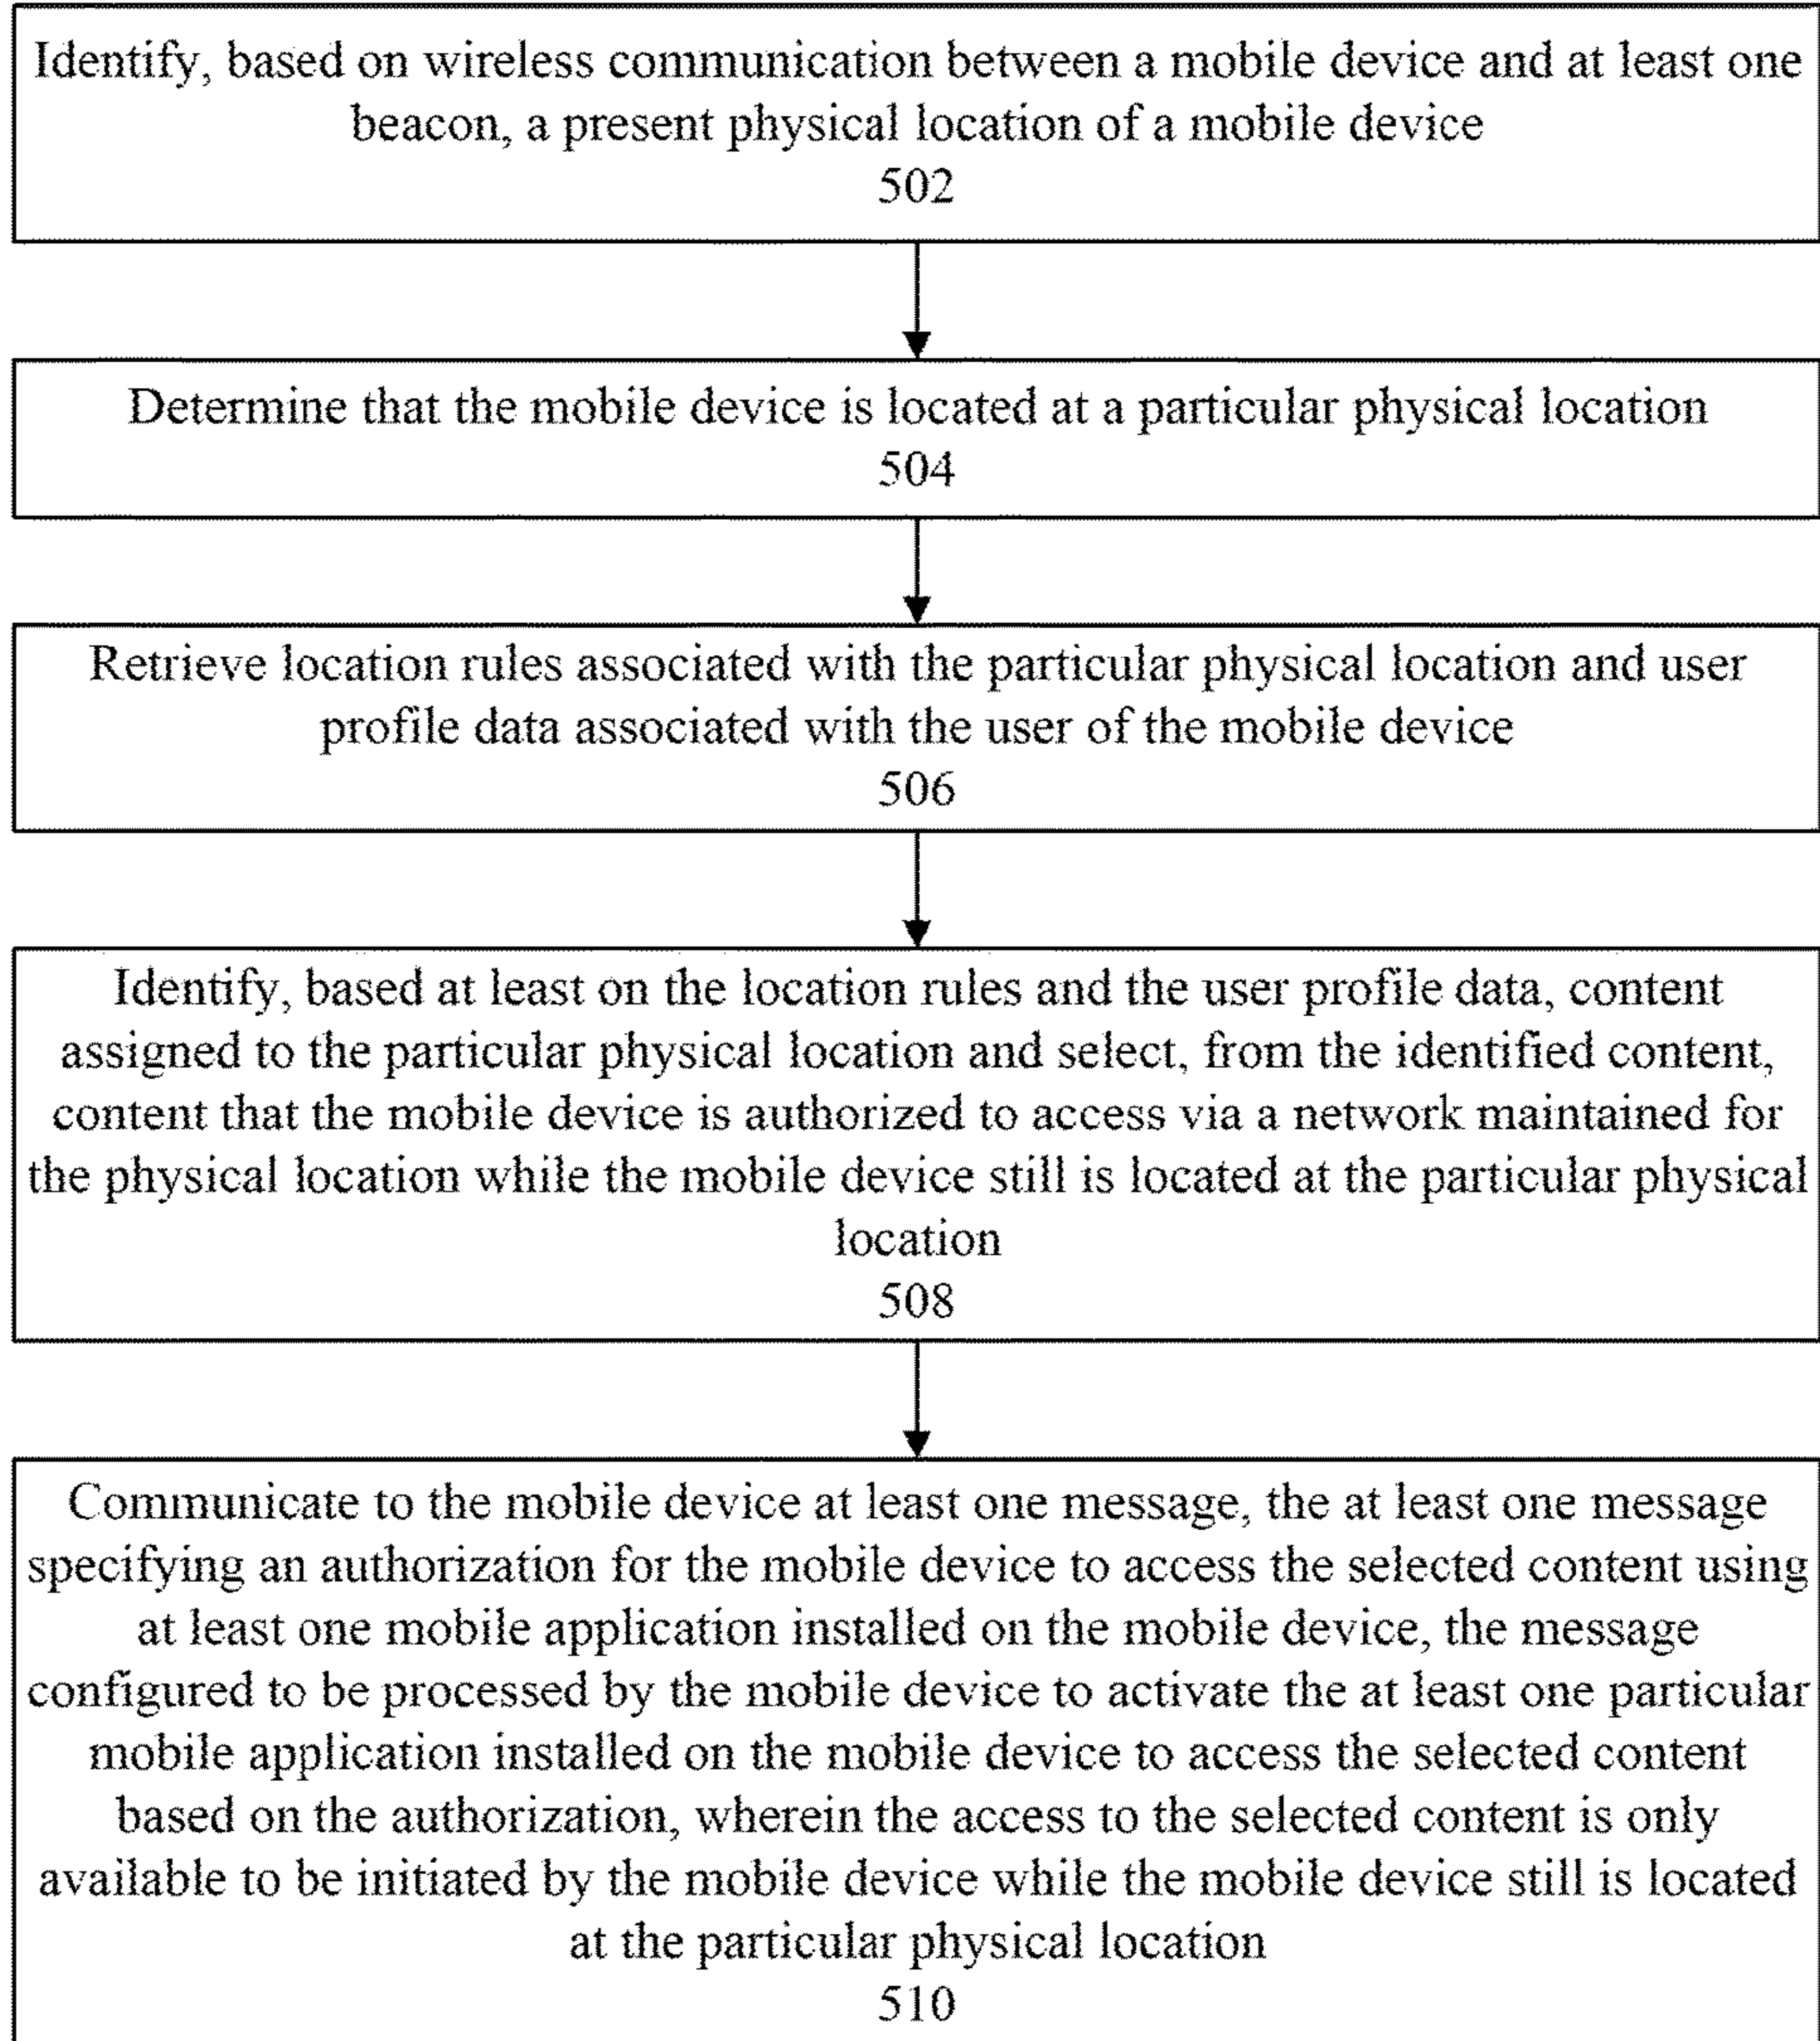 Identify, based on wireless communication between a mobile device and at least one
beacon, a present physical location of a mobile device
502
Determine that the mobile device is located at a particular physical location
504
Retrieve location rules associated with the particular physical location and user
profile data associated with the user of the mobile device
506
Identify, based at least on the location rules and the user profile data, content
assigned to the particular physical location and select, from the identified content,
content that the mobile device is authorized to access via a network maintained for
the physical location while the mobile device still is located at the particular physical
location
508
Communicate to the mobile device at least one message, the at least one message
specifying an authorization for the mobile device to access the selected content using
at least one mobile application installed on the mobile device, the message
configured to be processed by the mobile device to activate the at least one particular
mobile application installed on the mobile device to access the selected content
based on the authorization, wherein the access to the selected content is only
available to be initiated by the mobile device while the mobile device still is located
at the particular physical location
510